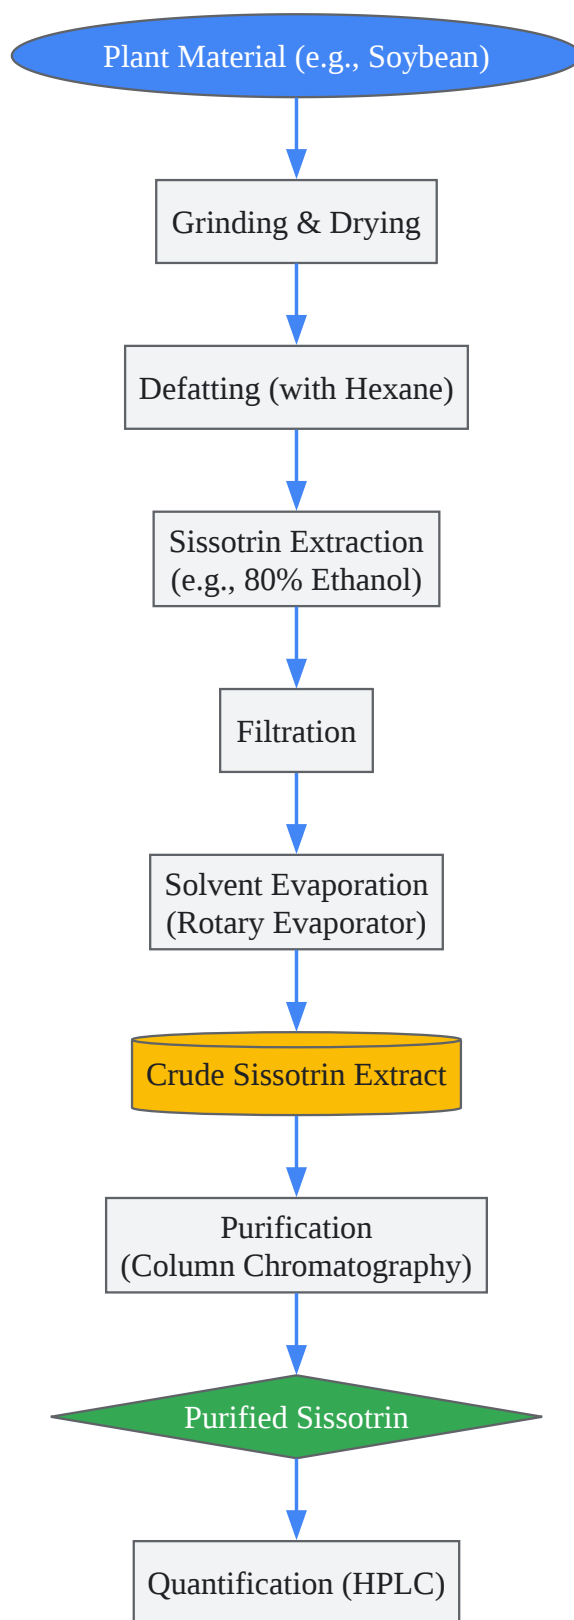 Plant Material (e.g., Soybean)
Grinding & Drying
Defatting (with Hexane)
Sissotrin Extraction
(e.g., 80% Ethanol)
Filtration
Solvent Evaporation
(Rotary Evaporator)
Crude Sissotrin Extract
Purification
(Column Chromatography)
Purified Sissotrin
Quantification (HPLC)